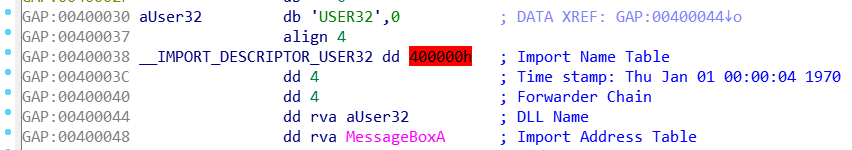 GAP:00400030 aUser32 db 'USER32',0 ; DATA XREF: GAP:00400044↓o
GAP:00400037 align 4
GAP:00400038 __IMPORT_DESCRIPTOR_USER32 dd 400000h ; Import Name Table
GAP:0040003C dd 4 ; Time stamp: Thu Jan 01 00:00:04 1970
GAP:00400040 dd 4 ; Forwarder Chain
GAP:00400044 dd rva aUser32 ; DLL Name
GAP:00400048 dd rva MessageBoxA ; Import Address Table